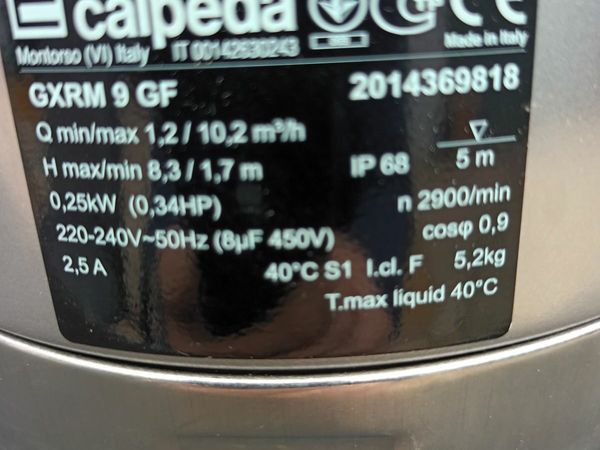 calpeda
Montorso (VI) Italy IT 00142630243
Made in Italy
GXRM 9 GF 2014369818
Q min/max 1,2 / 10,2 m³/h
H max/min 8,3 / 1,7 m IP 68 5 m
0,25kW (0,34HP) n 2900/min
220-240V~50Hz (8µF 450V) cosφ 0,9
2,5 A 40°C S1 I.cl. F 5,2kg
T.max liquid 40°C